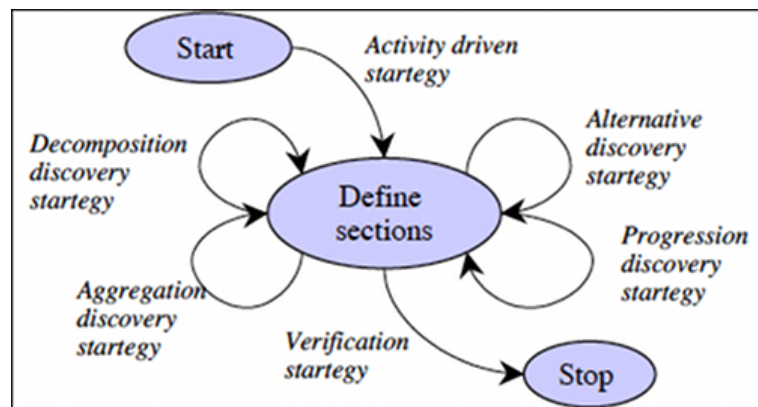 Start
Activity driven
startegy
Decomposition
discovery
startegy
Alternative
discovery
startegy
Define
sections
Progression
discovery
startegy
Aggregation
discovery
startegy
Verification
startegy
Stop